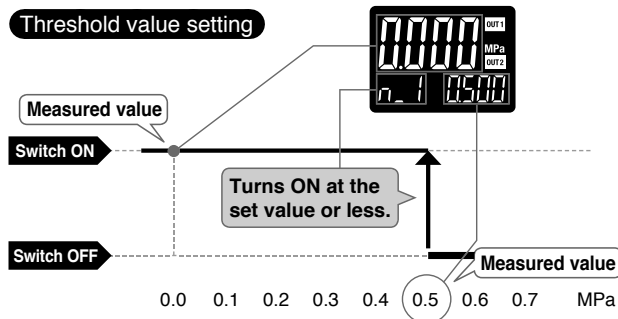 Threshold value setting
0.000
OUT1
MPa
OUT2
n_1
0.500
Measured value
Switch ON
Turns ON at the
set value or less.
Switch OFF
Measured value
0.0 0.1 0.2 0.3 0.4 0.5 0.6 0.7 MPa